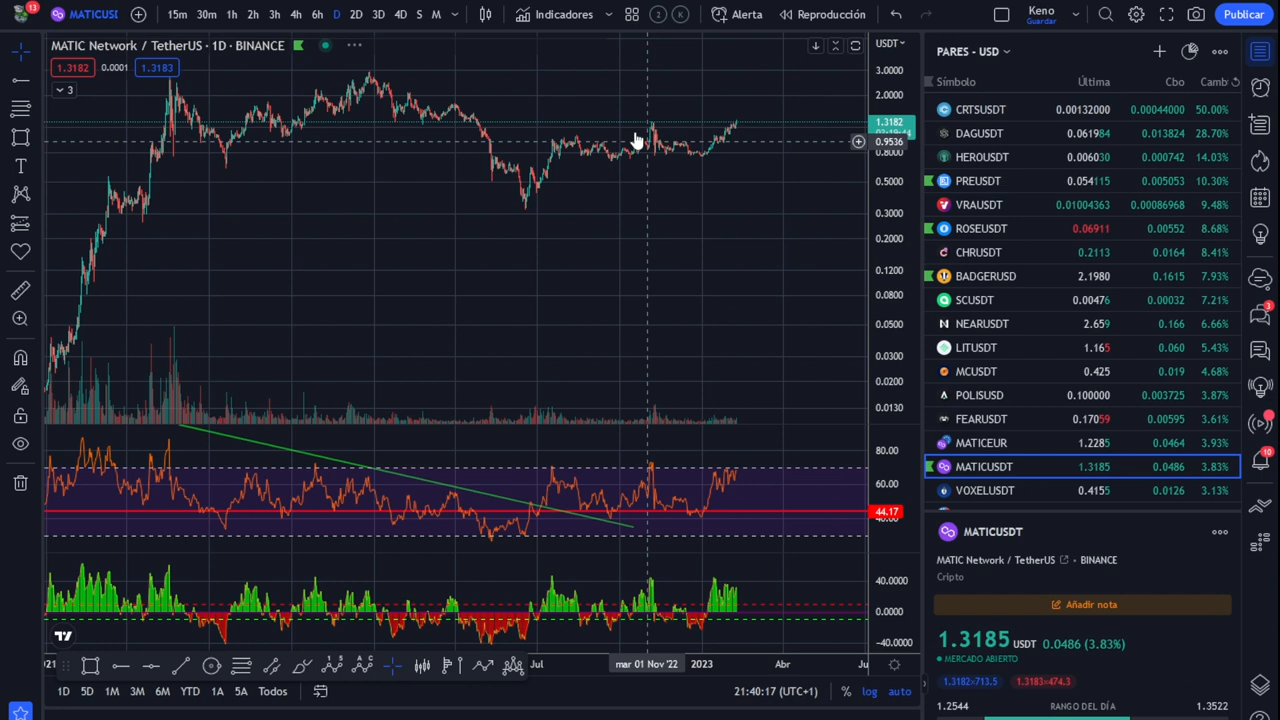 13
MATICUSI
15m 30m 1h 2h 3h 4h 6h D 2D 3D 4D S M
Indicadores
2 K
Alerta
Reproducción
Keno
Guardar
Publicar
MATIC Network / TetherUS · 1D · BINANCE
1.3182 0.0001 1.3183
3
USDT
3.0000
2.0000
1.3182
0.9536
0.8000
0.5000
0.3000
0.2000
0.1200
0.0800
0.0500
0.0300
0.0200
0.0130
80.00
60.00
44.17
40.00
40.0000
0.0000
-40.0000
Jul
mar 01 Nov '22
2023
Abr
1D 5D 1M 3M 6M YTD 1A 5A Todos
21:40:17 (UTC+1)
% log auto
PARES - USD
Símbolo Última Cbo Camb
CRTSUSDT 0.00132000 0.00044000 50.00%
DAGUSDT 0.061984 0.013824 28.70%
HEROUSDT 0.006030 0.000742 14.03%
PREUSDT 0.054115 0.005053 10.30%
VRAUSDT 0.01004363 0.00086968 9.48%
ROSEUSDT 0.06911 0.00552 8.68%
CHRUSDT 0.2113 0.0164 8.41%
BADGERUSD 2.1980 0.1615 7.93%
SCUSDT 0.00476 0.00032 7.21%
NEARUSDT 2.659 0.166 6.66%
LITUSDT 1.165 0.060 5.43%
MCUSDT 0.425 0.019 4.68%
POLISUSD 0.100000 0.003725 3.87%
FEARUSDT 0.17059 0.00595 3.61%
MATICEUR 1.2285 0.0464 3.93%
MATICUSDT 1.3185 0.0486 3.83%
VOXELUSDT 0.4155 0.0126 3.13%
MATICUSDT
MATIC Network / TetherUS BINANCE
Cripto
Añadir nota
1.3185 USDT 0.0486 (3.83%)
MERCADO ABIERTO
1.3182×713.5 1.3183×474.3
1.2544 RANGO DEL DÍA 1.3522
3
10